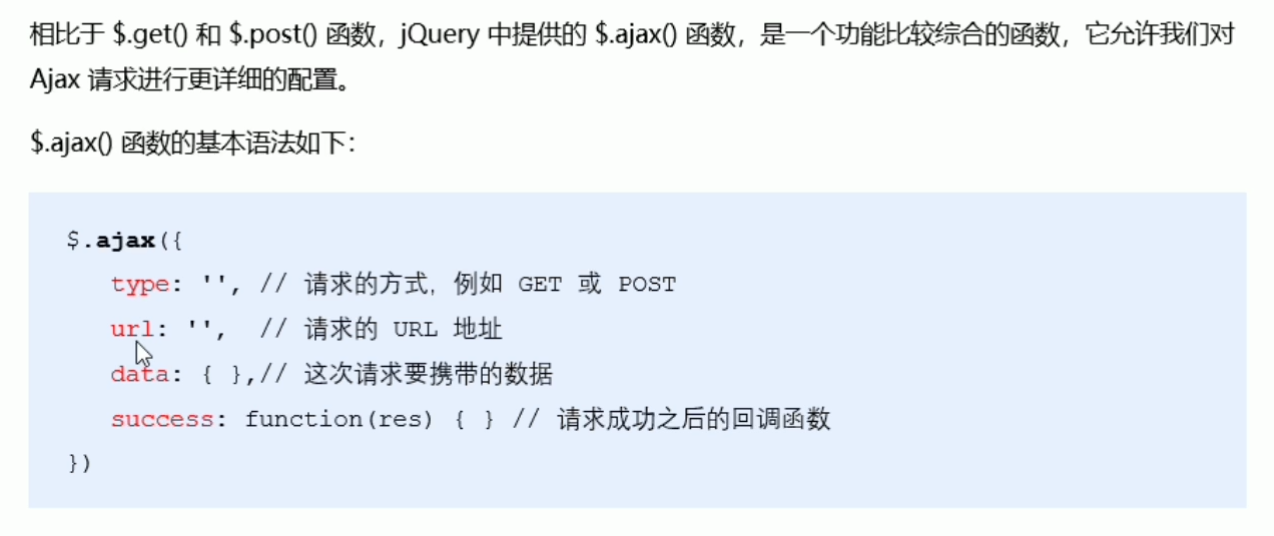 相比于 $.get() 和 $.post() 函数，jQuery 中提供的 $.ajax() 函数，是一个功能比较综合的函数，它允许我们对
Ajax 请求进行更详细的配置。
$.ajax() 函数的基本语法如下：
$.ajax({
type: '', // 请求的方式，例如 GET 或 POST
url: '', // 请求的 URL 地址
data: { },// 这次请求要携带的数据
success: function(res) { } // 请求成功之后的回调函数
})